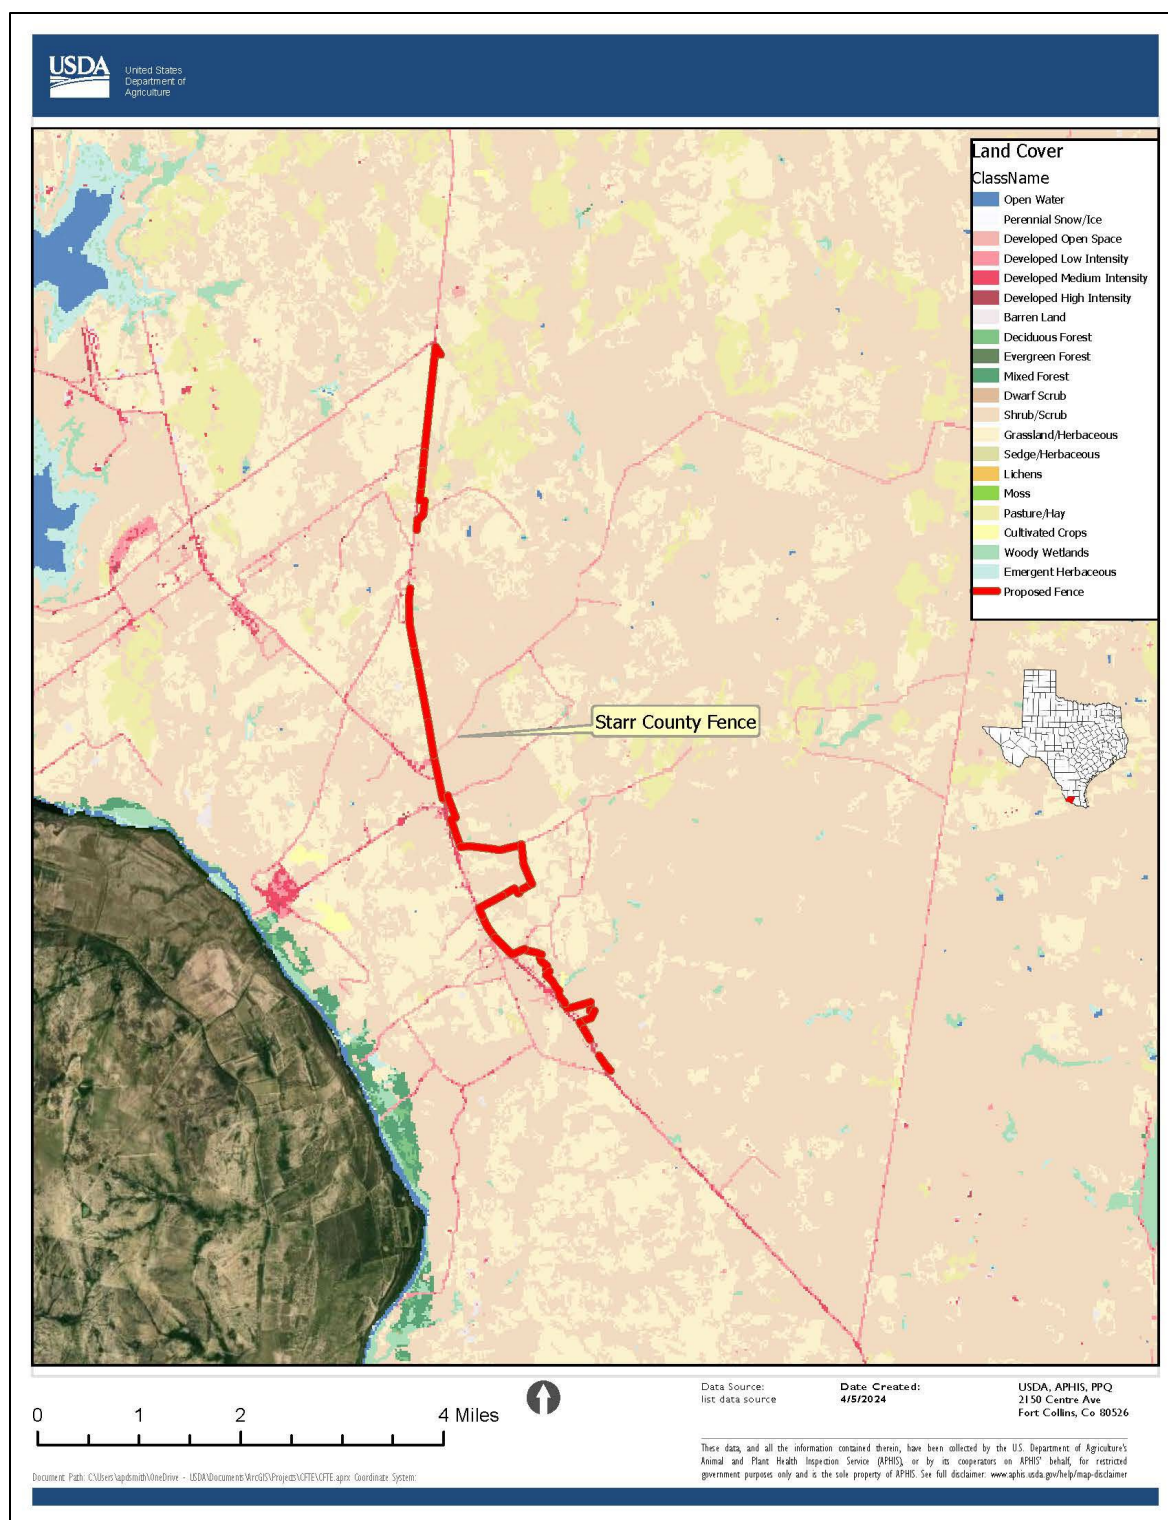 USDA
United States
Department of
Agriculture
Land Cover
ClassName
Open Water
Perennial Snow/Ice
Developed Open Space
Developed Low Intensity
Developed Medium Intensity
Developed High Intensity
Barren Land
Deciduous Forest
Evergreen Forest
Mixed Forest
Dwarf Scrub
Shrub/Scrub
Grassland/Herbaceous
Sedge/Herbaceous
Lichens
Moss
Pasture/Hay
Cultivated Crops
Woody Wetlands
Emergent Herbaceous
Proposed Fence
Starr County Fence
0 1 2 4 Miles
Data Source:
list data source
Date Created:
4/5/2024
USDA, APHIS, PPQ
2150 Centre Ave
Fort Collins, Co 80526
These data, and all the information contained therein, have been collected by the U.S. Department of Agriculture's
Animal and Plant Health Inspection Service (APHIS), or by its cooperators on APHIS' behalf, for restricted
government purposes only and is the sole property of APHIS. See full disclaimer: www.aphis.usda.gov/help/map-disclaimer
Document Path: C:\Users\apdsmith\OneDrive - USDA\Documents\ArcGIS\Projects\CFTE\CFTE.aprx Coordinate System: